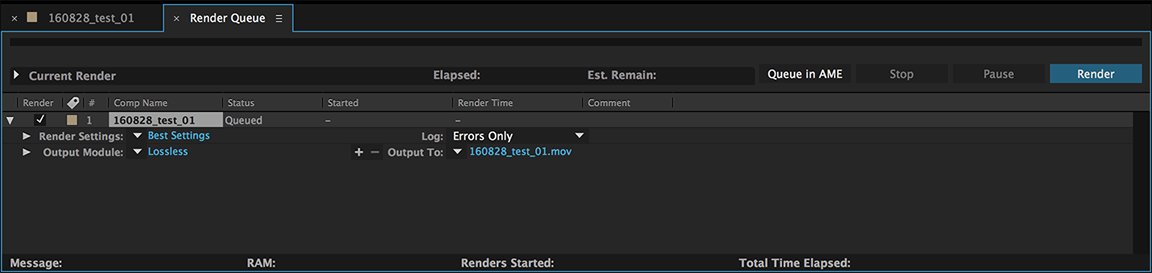 160828_test_01 Render Queue
Current Render Elapsed: Est. Remain: Queue in AME Stop Pause Render
Render # Comp Name Status Started Render Time Comment
1 160828_test_01 Queued – –
Render Settings: Best Settings Log: Errors Only
Output Module: Lossless + – Output To: 160828_test_01.mov
Message: RAM: Renders Started: Total Time Elapsed: